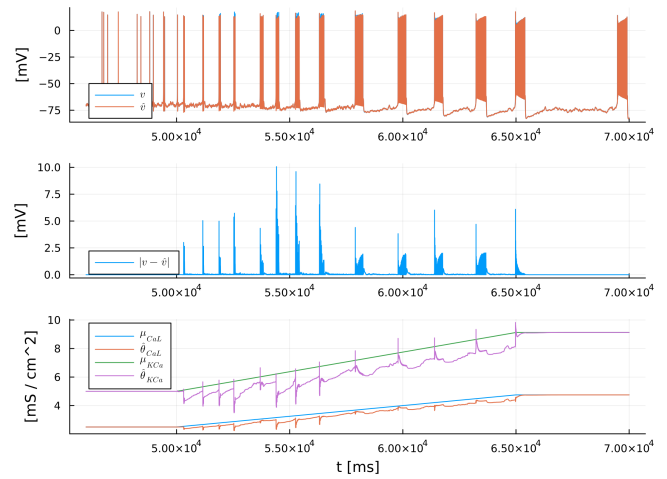 0
−25
−50
−75
[mV]
v
v̂
5.00×10⁴
5.50×10⁴
6.00×10⁴
6.50×10⁴
7.00×10⁴
10.0
7.5
5.0
2.5
0.0
[mV]
|v − v̂|
5.00×10⁴
5.50×10⁴
6.00×10⁴
6.50×10⁴
7.00×10⁴
10
8
6
4
[mS / cm^2]
μ_CaL
θ̂_CaL
μ_KCa
θ̂_KCa
5.00×10⁴
5.50×10⁴
6.00×10⁴
6.50×10⁴
7.00×10⁴
t [ms]